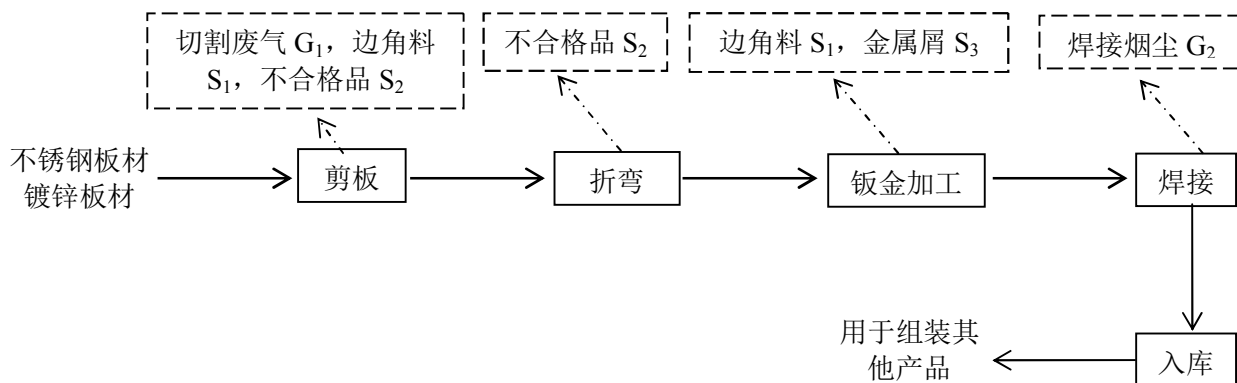 切割废气 G₁，边角料
S₁，不合格品 S₂
不合格品 S₂
边角料 S₁，金属屑 S₃
焊接烟尘 G₂
不锈钢板材
镀锌板材
剪板
折弯
钣金加工
焊接
用于组装其
他产品
入库